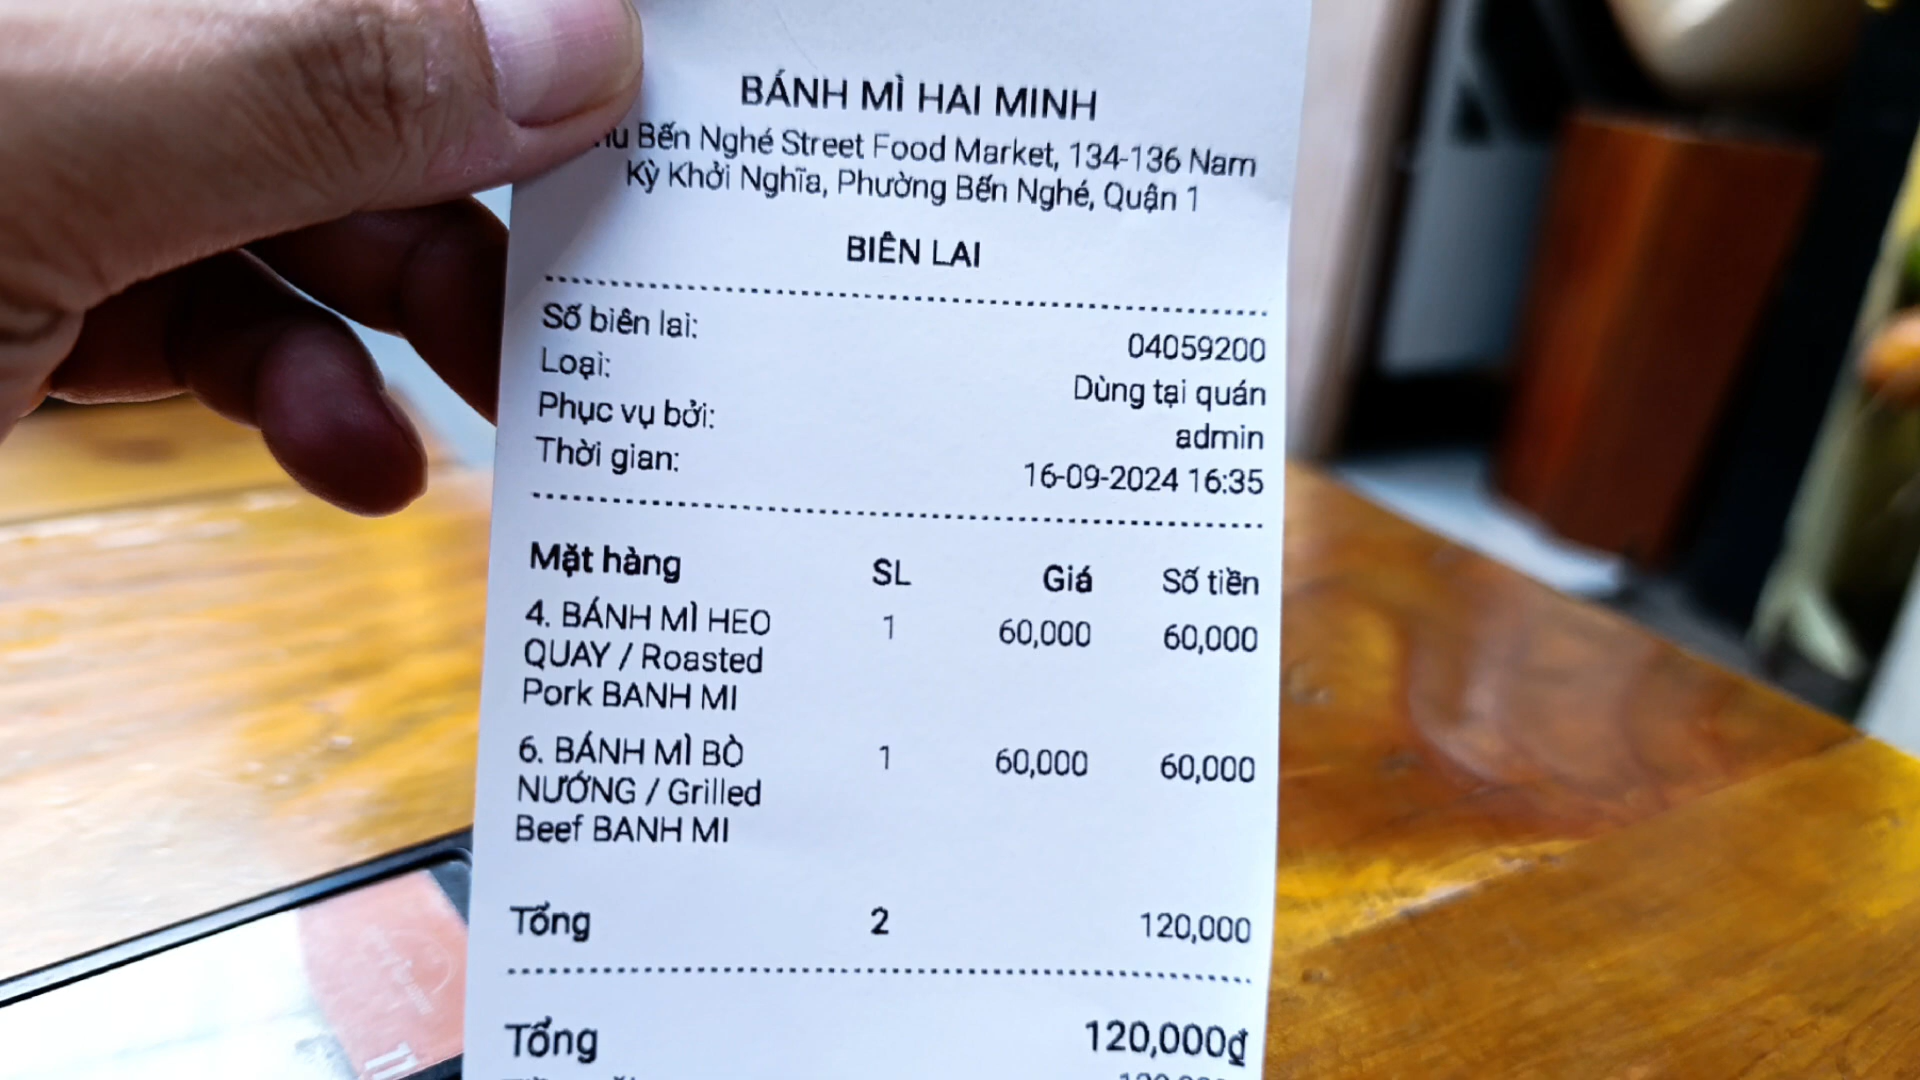 BÁNH MÌ HAI MINH
Bến Nghé Street Food Market, 134-136 Nam
Kỳ Khởi Nghĩa, Phường Bến Nghé, Quận 1
BIÊN LAI
Số biên lai: 04059200
Loại: Dùng tại quán
Phục vụ bởi: admin
Thời gian: 16-09-2024 16:35
Mặt hàng SL Giá Số tiền
4. BÁNH MÌ HEO 1 60,000 60,000
QUAY / Roasted
Pork BANH MI
6. BÁNH MÌ BÒ 1 60,000 60,000
NƯỚNG / Grilled
Beef BANH MI
Tổng 2 120,000
Tổng 120,000₫